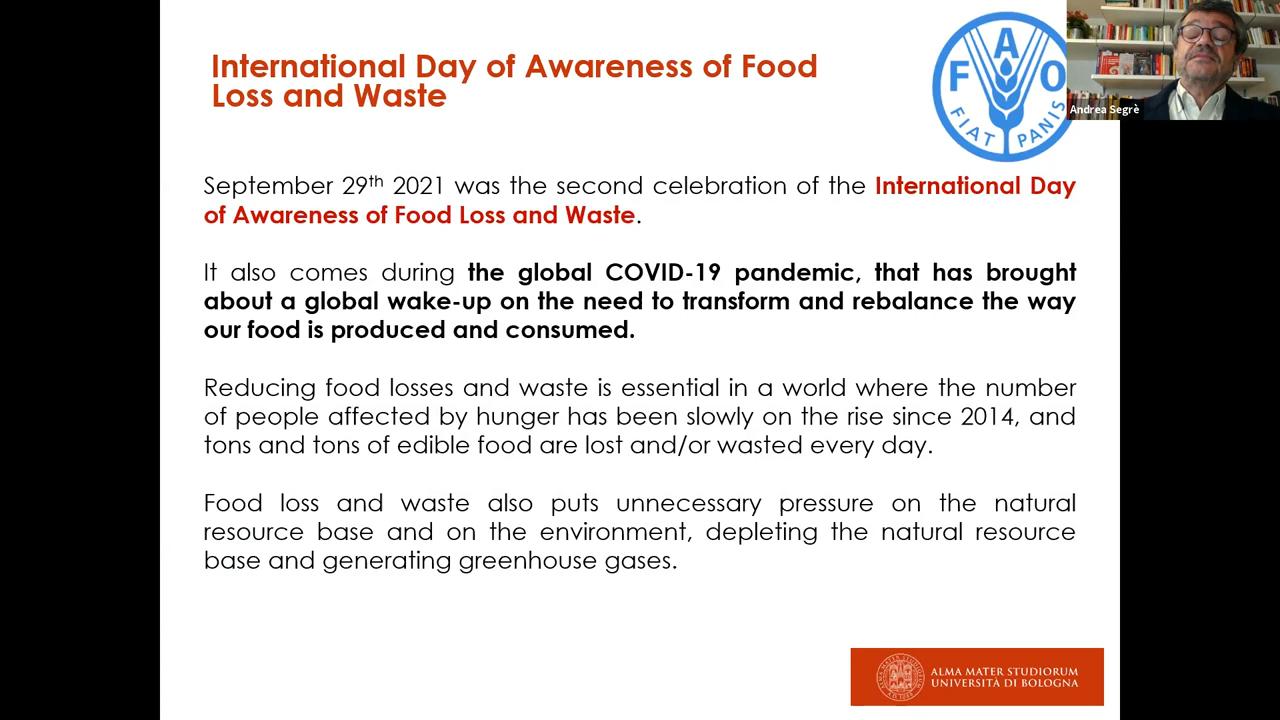 International Day of Awareness of Food
Loss and Waste
FAO
FIAT PANIS
Andrea Segrè
September 29th 2021 was the second celebration of the International Day
of Awareness of Food Loss and Waste.
It also comes during the global COVID-19 pandemic, that has brought
about a global wake-up on the need to transform and rebalance the way
our food is produced and consumed.
Reducing food losses and waste is essential in a world where the number
of people affected by hunger has been slowly on the rise since 2014, and
tons and tons of edible food are lost and/or wasted every day.
Food loss and waste also puts unnecessary pressure on the natural
resource base and on the environment, depleting the natural resource
base and generating greenhouse gases.
ALMA MATER STUDIORUM
UNIVERSITÀ DI BOLOGNA